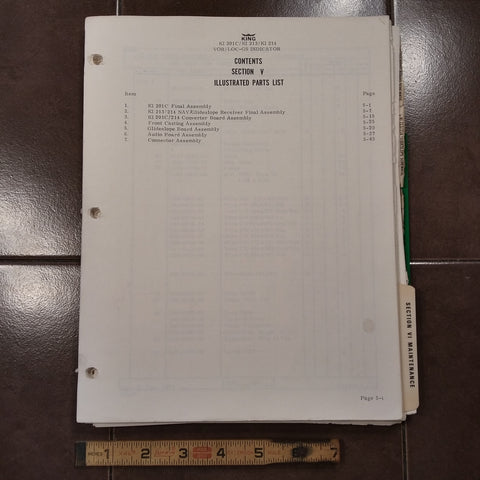 KING
KI 201C/KI 213/KI 214
VOR/LOC-GS INDICATOR
CONTENTS
SECTION V
ILLUSTRATED PARTS LIST
Item Page
1. KI 201C Final Assembly 5-1
2. KI 213/214 NAV/Glideslope Receiver Final Assembly 5-5
3. KI 201C/214 Converter Board Assembly 5-15
4. Front Casting Assembly 5-25
5. Glideslope Board Assembly 5-29
6. Audio Board Assembly 5-37
7. Connector Assembly 5-43
SECTION VI MAINTENANCE
Page 5-i
1 2 3 4 5 6 7